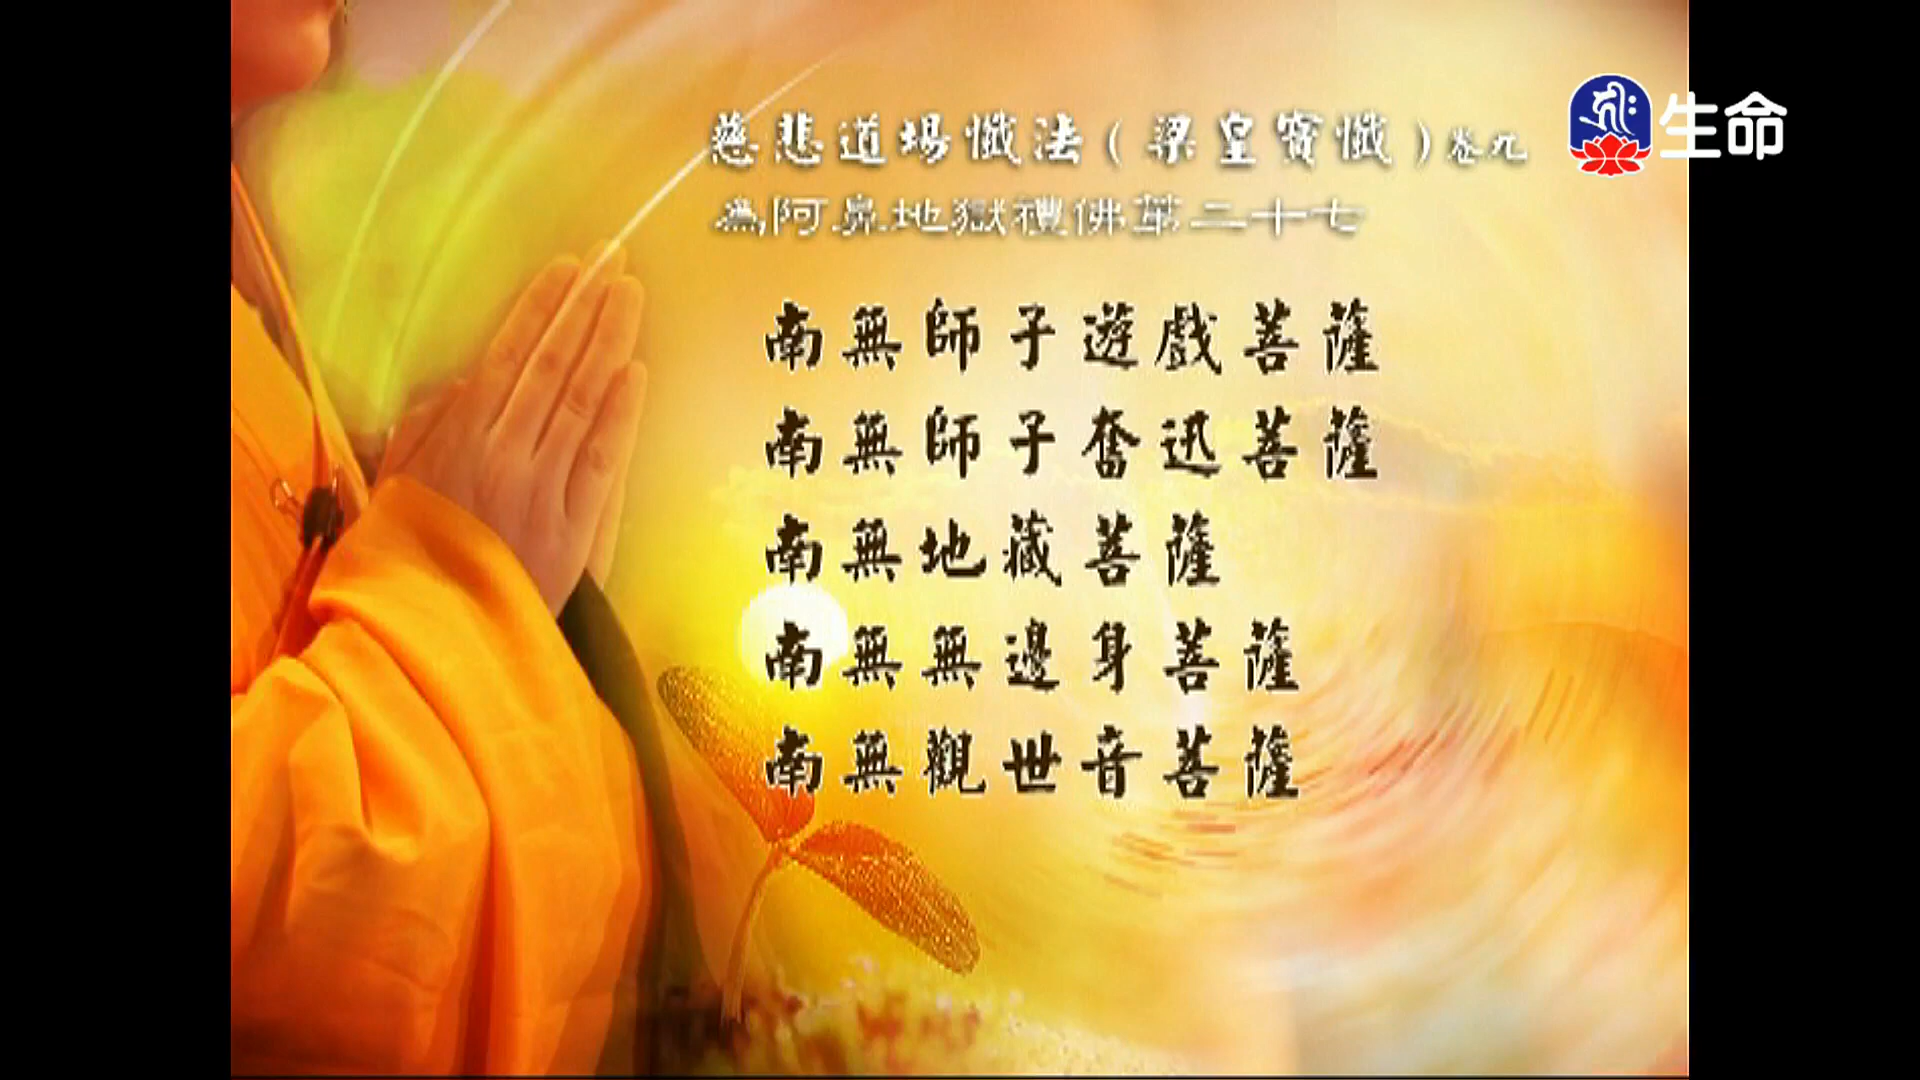 慈悲道場懺法(梁皇寶懺)卷九
生命
為阿鼻地獄禮佛第二十七
南無師子遊戲菩薩
南無師子奮迅菩薩
南無地藏菩薩
南無無邊身菩薩
南無觀世音菩薩